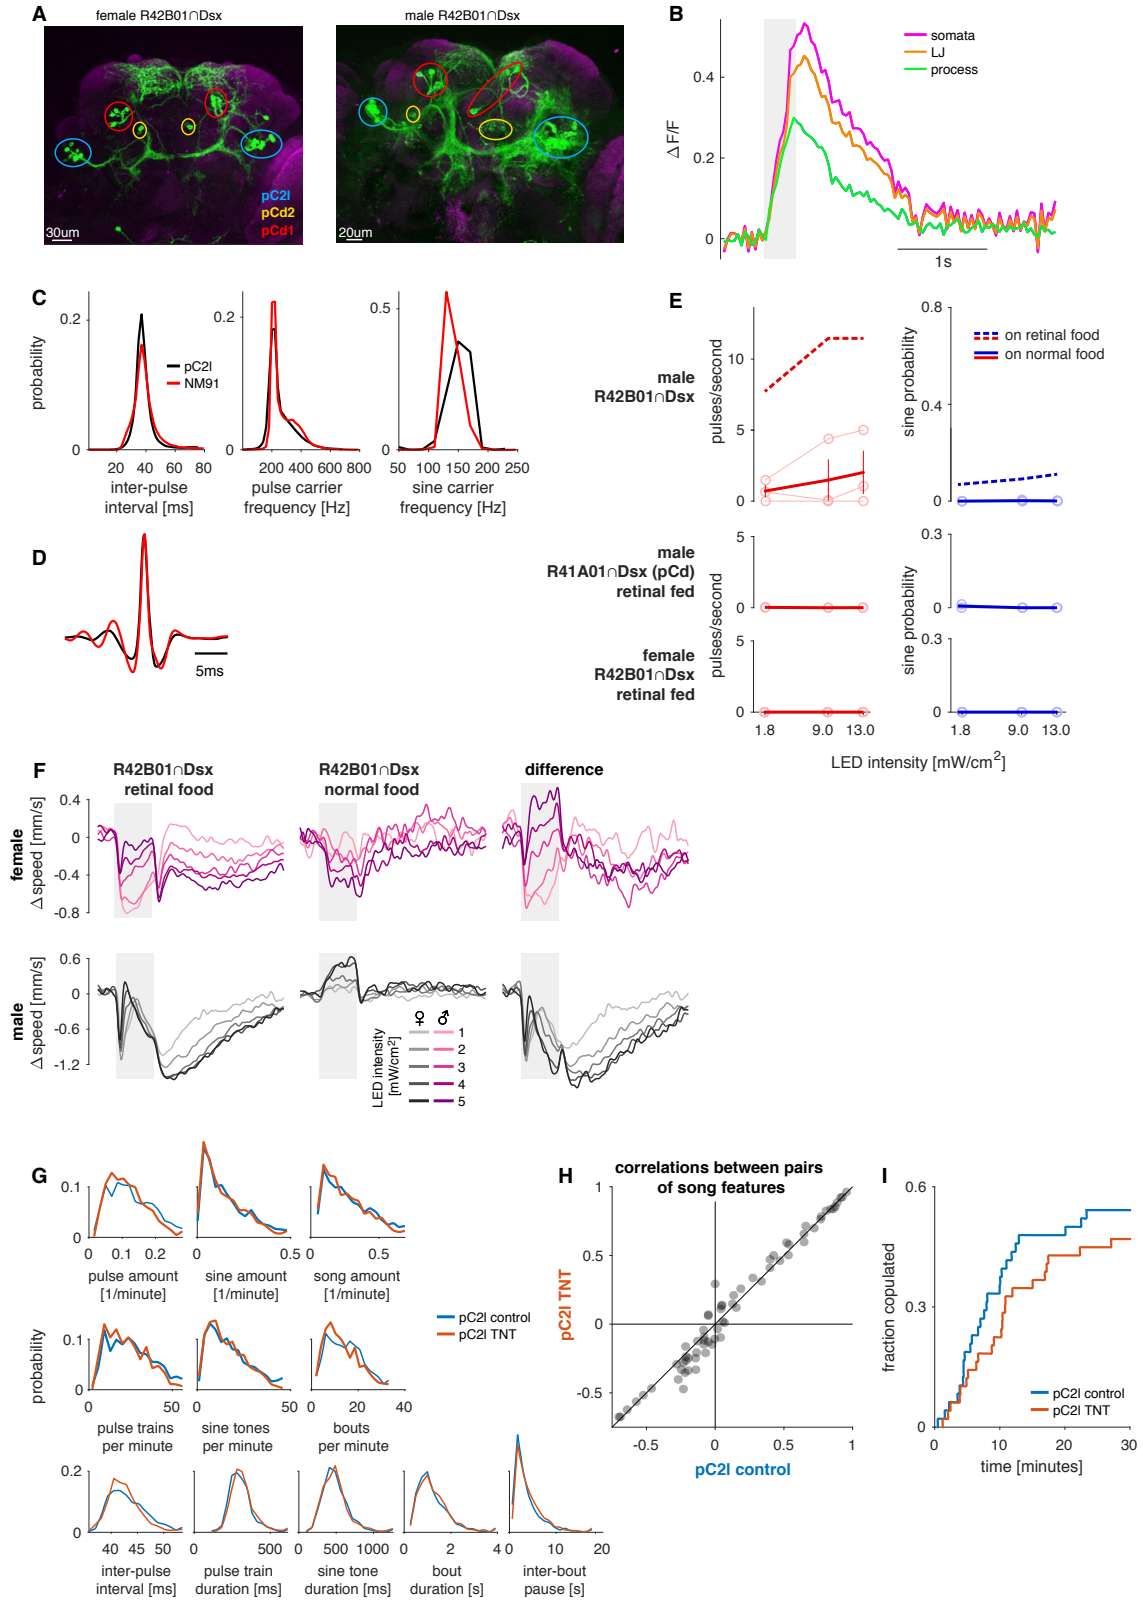 A
female R42B01∩Dsx
male R42B01∩Dsx
pC2l
pCd2
pCd1
30um
20um
B
ΔF/F
0.4
0.2
0
somata
LJ
process
1s
C
probability
0.2
0
20 40 60 80
inter-pulse
interval [ms]
pC2l
NM91
0.2
0
200 400 600 800
pulse carrier
frequency [Hz]
0.5
0
50 100 150 200 250
sine carrier
frequency [Hz]
D
5ms
E
male
R42B01∩Dsx
pulses/second
10
5
0
sine probability
0.8
0.4
0
on retinal food
on normal food
male
R41A01∩Dsx (pCd)
retinal fed
pulses/second
5
0
sine probability
0.3
0
female
R42B01∩Dsx
retinal fed
5
0
1.8 9.0 13.0
0.3
0
1.8 9.0 13.0
LED intensity [mW/cm²]
F
R42B01∩Dsx
retinal food
R42B01∩Dsx
normal food
difference
female
Δspeed [mm/s]
0.4
0
-0.4
-0.8
male
Δspeed [mm/s]
0.6
0
-0.6
-1.2
LED intensity
[mW/cm²]
♀ ♂
1
2
3
4
5
G
probability
0.1
0
0 0.1 0.2
pulse amount
[1/minute]
0 0.5
sine amount
[1/minute]
0 0.5
song amount
[1/minute]
pC2l control
pC2l TNT
0.1
0
0 50
pulse trains
per minute
0 50
sine tones
per minute
0 20 40
bouts
per minute
0.2
0
40 45 50
inter-pulse
interval [ms]
0 500
pulse train
duration [ms]
0 500 1000
sine tone
duration [ms]
0 2 4
bout
duration [s]
0 10 20
inter-bout
pause [s]
H
correlations between pairs
of song features
pC2l TNT
1
0.5
0
-0.5
-0.5 0 0.5 1
pC2l control
I
fraction copulated
0.6
0.3
0
pC2l control
pC2l TNT
0 10 20 30
time [minutes]